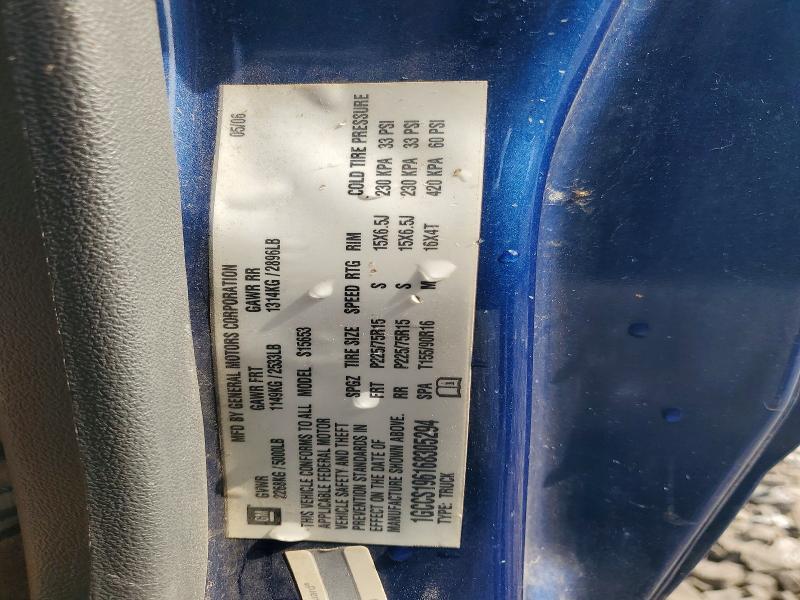 MFD BY GENERAL MOTORS CORPORATION 05/06
GM GVWR GAWR FRT GAWR RR
2268KG/5000LB 1149KG/2533LB 1314KG/2896LB
THIS VEHICLE CONFORMS TO ALL MODEL S15653
APPLICABLE FEDERAL MOTOR
VEHICLE SAFETY AND THEFT
PREVENTION STANDARDS IN
EFFECT ON THE DATE OF
MANUFACTURE SHOWN ABOVE.
1GCCS196168305294
TYPE: TRUCK
SPGZ TIRE SIZE SPEED RTG RIM COLD TIRE PRESSURE
FRT P225/75R15 S 15X6.5J 230 KPA 33 PSI
RR P225/75R15 S 15X6.5J 230 KPA 33 PSI
SPA T155/90R16 M 16X4T 420 KPA 60 PSI